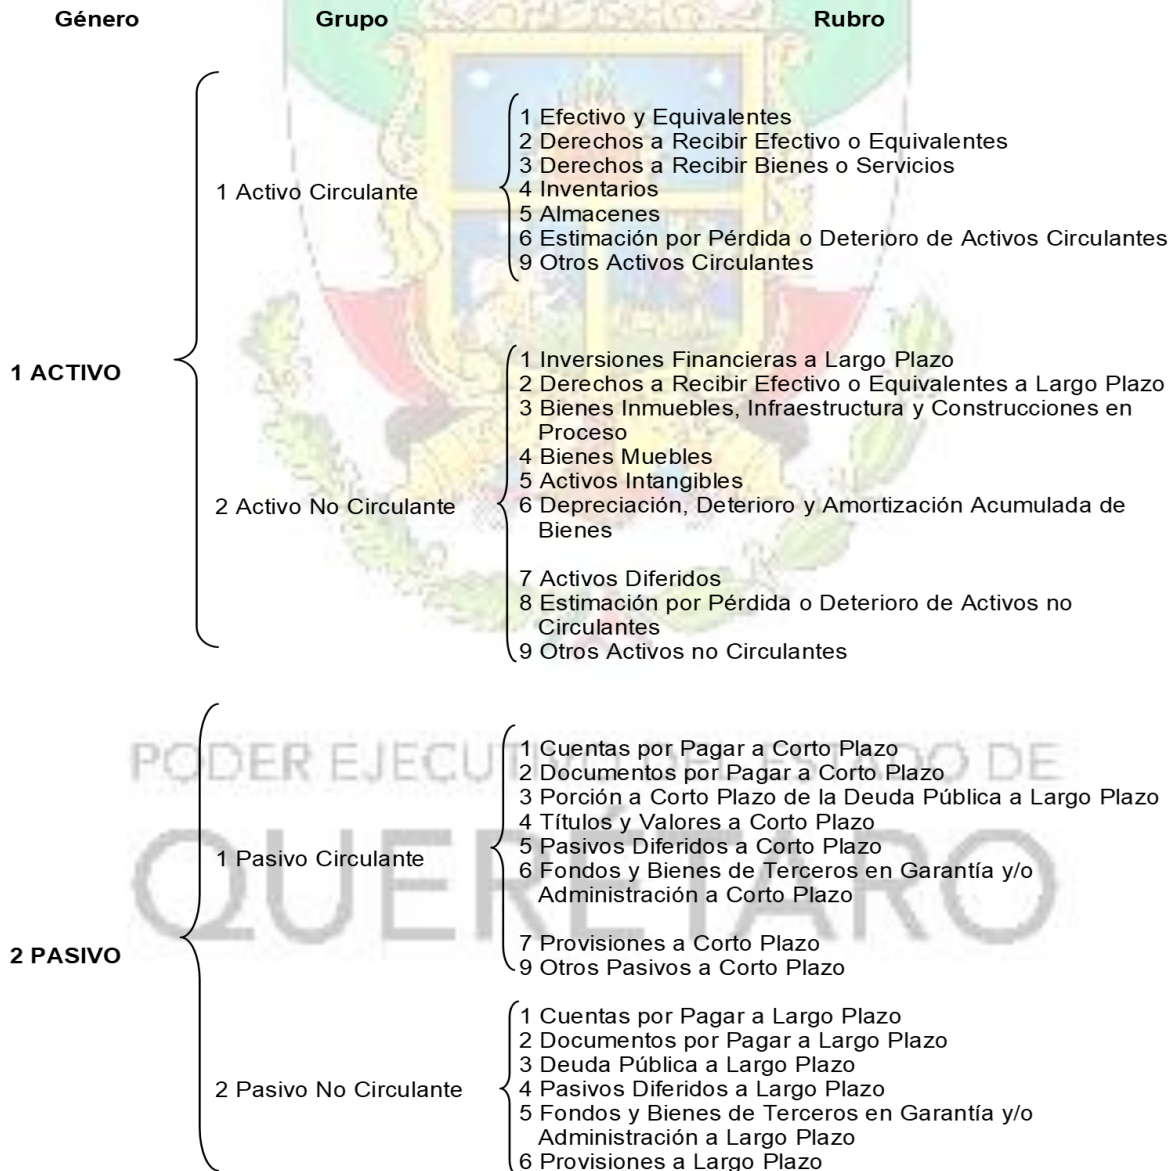 Género Grupo Rubro
1 Efectivo y Equivalentes
2 Derechos a Recibir Efectivo o Equivalentes
3 Derechos a Recibir Bienes o Servicios
1 Activo Circulante
4 Inventarios
5 Almacenes
6 Estimación por Pérdida o Deterioro de Activos Circulantes
9 Otros Activos Circulantes
1 ACTIVO
1 Inversiones Financieras a Largo Plazo
2 Derechos a Recibir Efectivo o Equivalentes a Largo Plazo
3 Bienes Inmuebles, Infraestructura y Construcciones en
Proceso
4 Bienes Muebles
5 Activos Intangibles
2 Activo No Circulante
6 Depreciación, Deterioro y Amortización Acumulada de
Bienes
7 Activos Diferidos
8 Estimación por Pérdida o Deterioro de Activos no
Circulantes
9 Otros Activos no Circulantes
PODER EJECUTIVO DEL ESTADO DE
QUERÉTARO
1 Cuentas por Pagar a Corto Plazo
2 Documentos por Pagar a Corto Plazo
3 Porción a Corto Plazo de la Deuda Pública a Largo Plazo
4 Títulos y Valores a Corto Plazo
1 Pasivo Circulante
5 Pasivos Diferidos a Corto Plazo
6 Fondos y Bienes de Terceros en Garantía y/o
Administración a Corto Plazo
7 Provisiones a Corto Plazo
2 PASIVO
9 Otros Pasivos a Corto Plazo
1 Cuentas por Pagar a Largo Plazo
2 Documentos por Pagar a Largo Plazo
3 Deuda Pública a Largo Plazo
2 Pasivo No Circulante
4 Pasivos Diferidos a Largo Plazo
5 Fondos y Bienes de Terceros en Garantía y/o
Administración a Largo Plazo
6 Provisiones a Largo Plazo